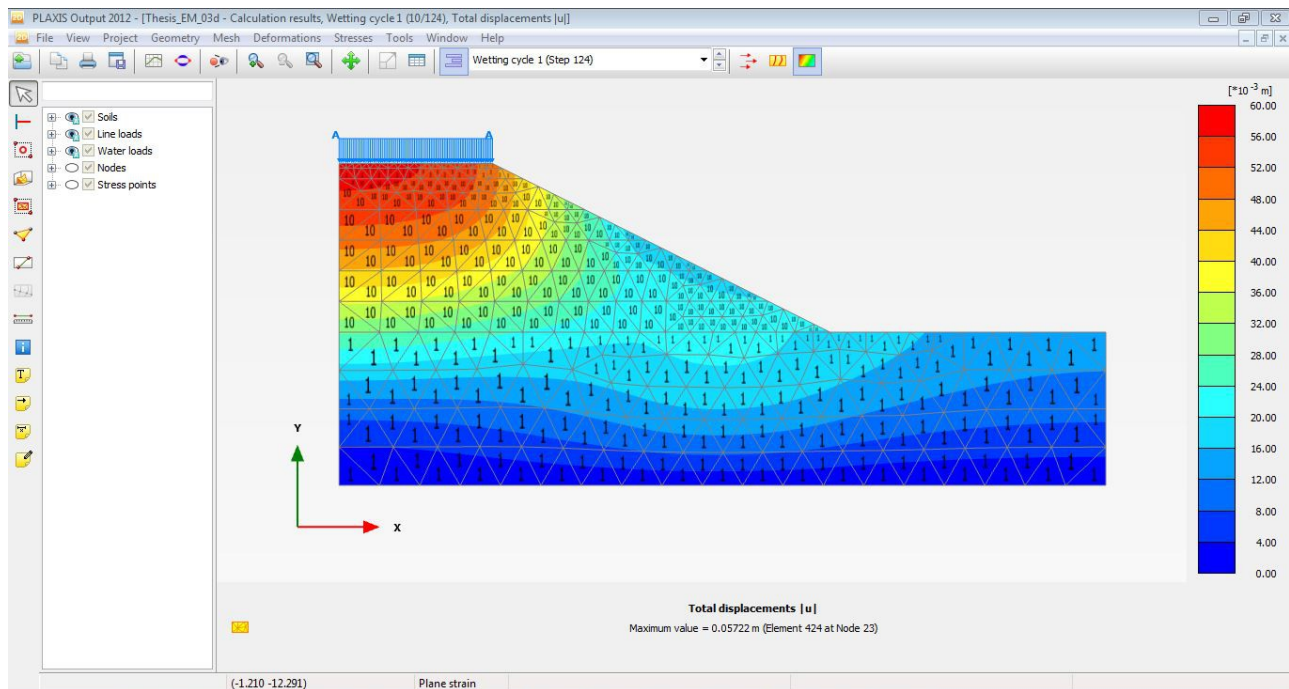 PLAXIS Output 2012 - [Thesis_EM_03d - Calculation results, Wetting cycle 1 (10/124), Total displacements |u|]
File View Project Geometry Mesh Deformations Stresses Tools Window Help
Wetting cycle 1 (Step 124)
Soils
Line loads
Water loads
Nodes
Stress points
A A
[*10⁻³ m]
60.00
56.00
52.00
48.00
44.00
40.00
36.00
32.00
28.00
24.00
20.00
16.00
12.00
8.00
4.00
0.00
Y
X
Total displacements |u|
Maximum value = 0.05722 m (Element 424 at Node 23)
(-1.210 -12.291) Plane strain